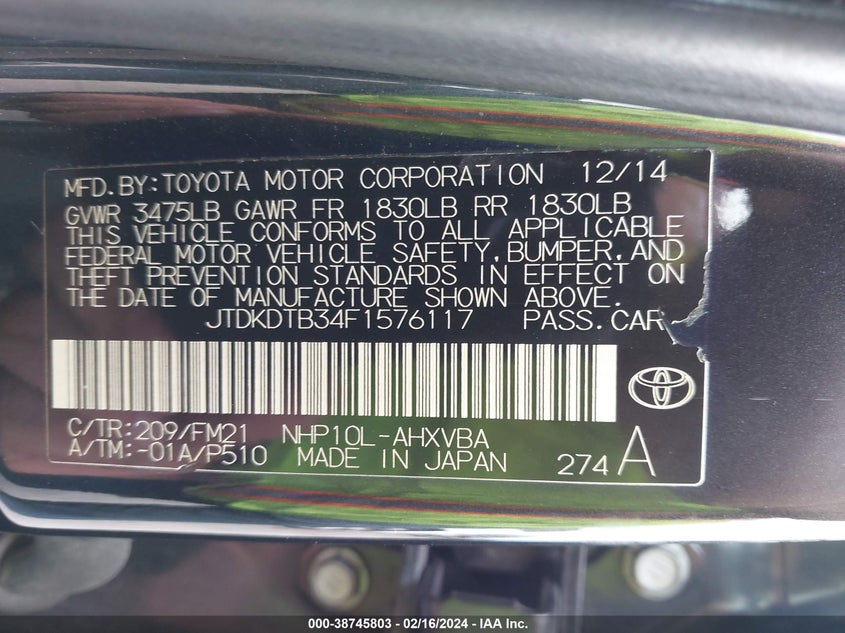 MFD.BY:TOYOTA MOTOR CORPORATION 12/14
GVWR 3475LB GAWR FR 1830LB RR 1830LB
THIS VEHICLE CONFORMS TO ALL APPLICABLE
FEDERAL MOTOR VEHICLE SAFETY,BUMPER,AND
THEFT PREVENTION STANDARDS IN EFFECT ON
THE DATE OF MANUFACTURE SHOWN ABOVE.
JTDKDTB34F1576117 PASS.CAR
C/TR:209/FM21 NHP10L-AHXVBA
A/TM:-01A/P510 MADE IN JAPAN 274A
000-38745803 - 02/16/2024 - IAA Inc.